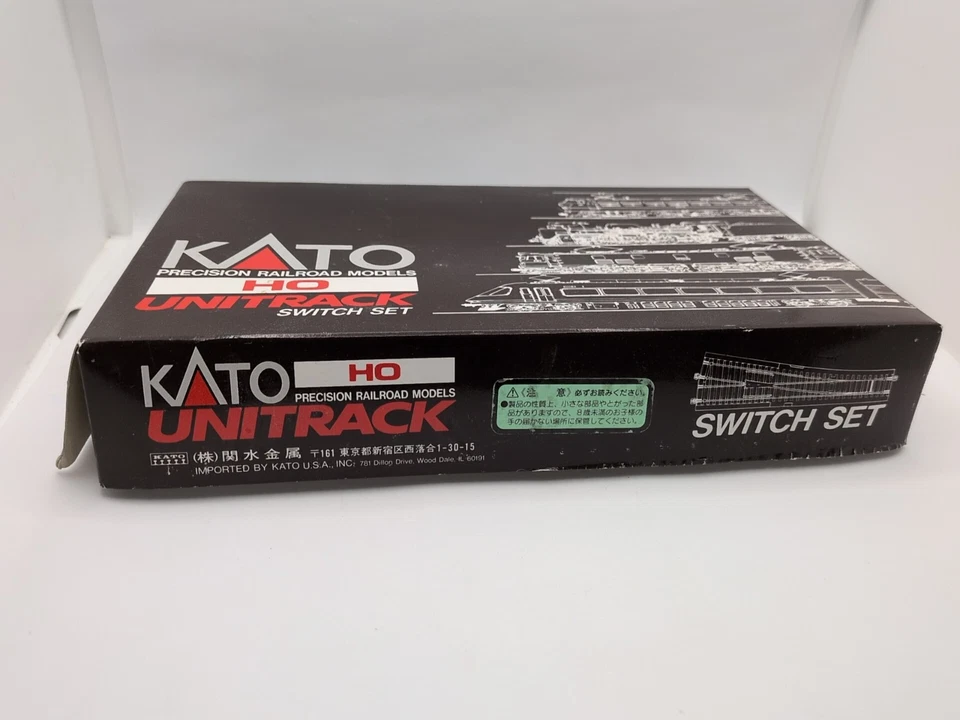 KATO
PRECISION RAILROAD MODELS
HO
UNITRACK
SWITCH SET
KATO
HO
PRECISION RAILROAD MODELS
UNITRACK
KATO
(株)関水金属 〒161 東京都新宿区西落合1-30-15
IMPORTED BY KATO U.S.A., INC: 781 Dillon Drive, Wood Dale, IL 60191
⚠《注 意》必ずお読みください。
●製品の性質上、小さな部品やとがった部
品がありますので、8歳未満のお子様の
手の届かない場所に保管してください。
SWITCH SET